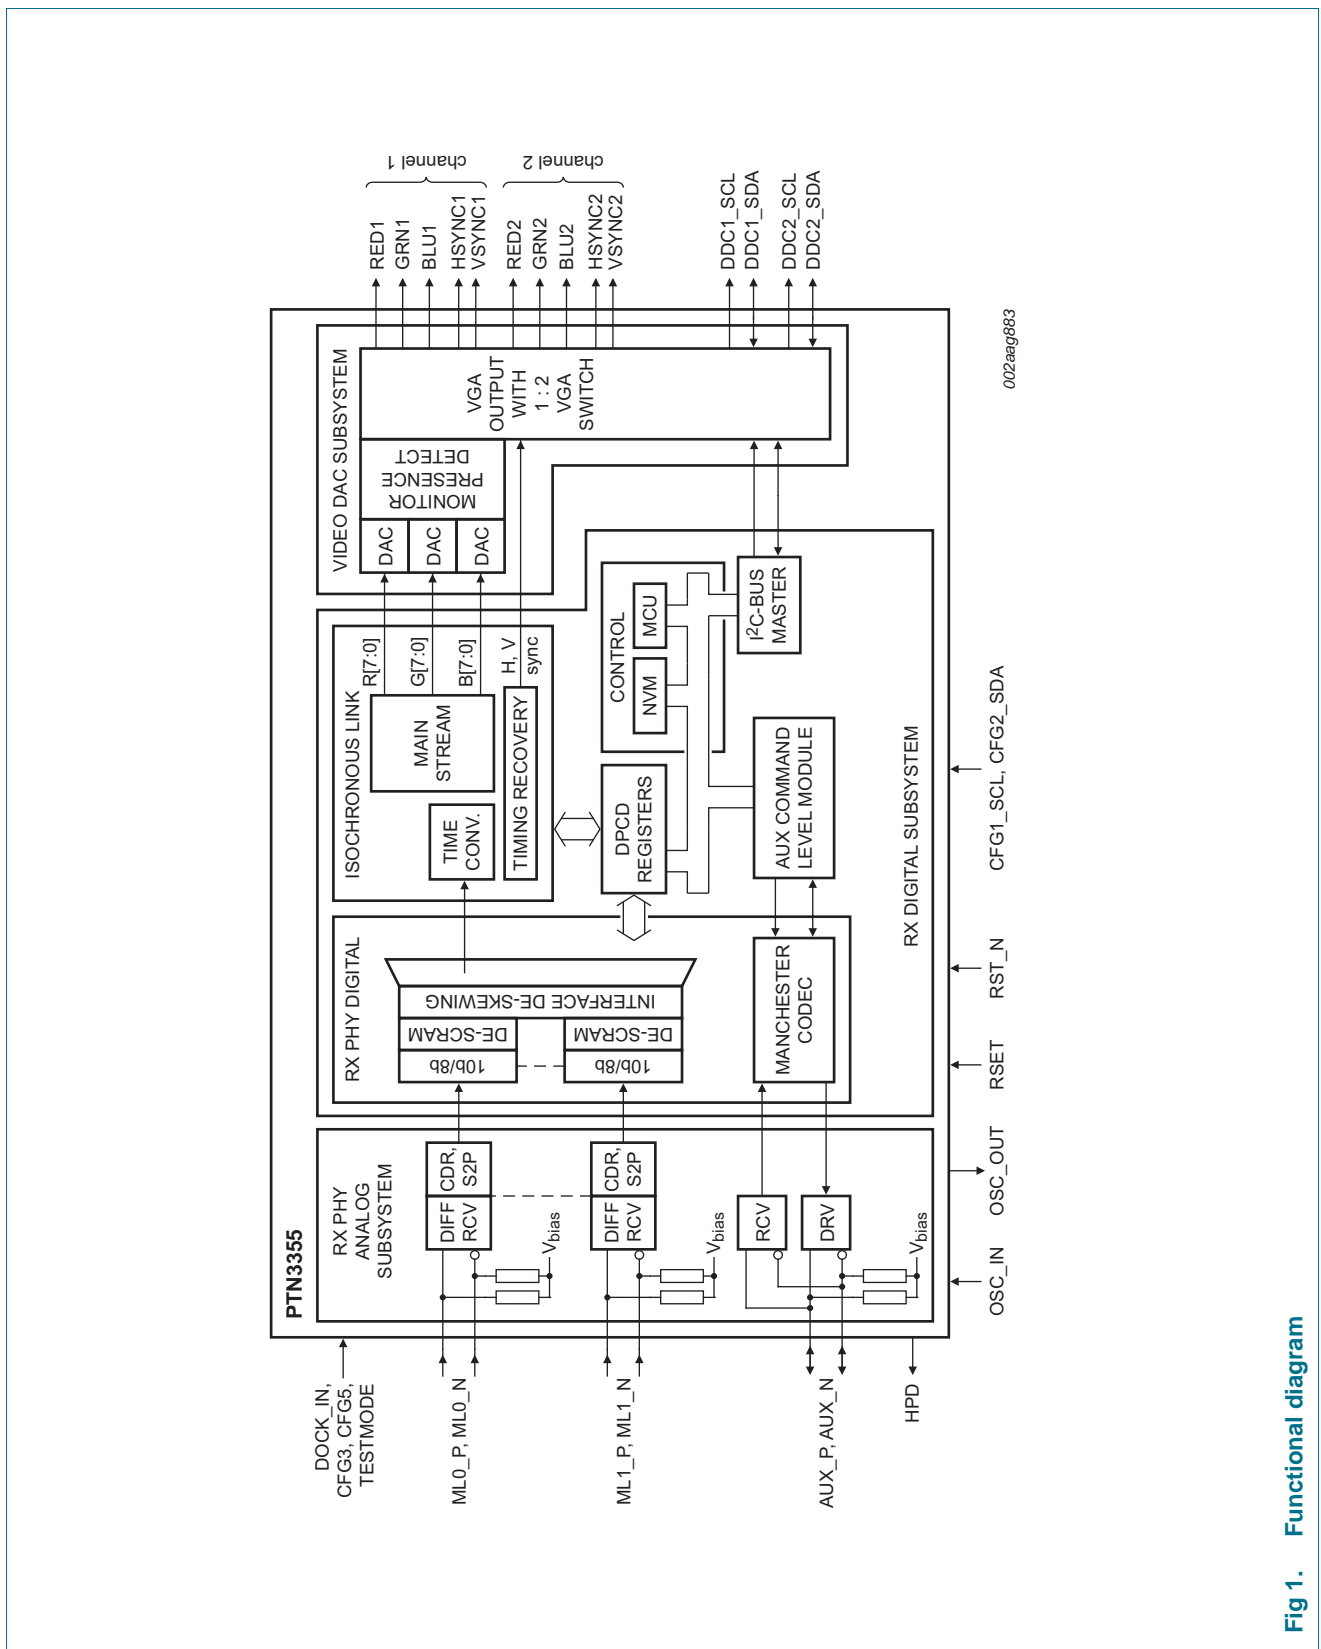 PTN3355
RX PHY
ANALOG
SUBSYSTEM
DIFF
RCV
CDR,
S2P
Vbias
DIFF
RCV
CDR,
S2P
Vbias
RCV
DRV
Vbias
RX PHY DIGITAL
10b/8b
DE-SCRAM
10b/8b
DE-SCRAM
INTERFACE DE-SKEWING
MANCHESTER
CODEC
ISOCHRONOUS LINK
TIME
CONV.
MAIN
STREAM
R[7:0]
G[7:0]
B[7:0]
TIMING RECOVERY
H, V
sync
DPCD
REGISTERS
CONTROL
NVM
MCU
AUX COMMAND
LEVEL MODULE
I²C-BUS
MASTER
RX DIGITAL SUBSYSTEM
VIDEO DAC SUBSYSTEM
DAC
DAC
DAC
MONITOR
PRESENCE
DETECT
VGA
OUTPUT
WITH
1 : 2
VGA
SWITCH
RED1
GRN1
BLU1
HSYNC1
VSYNC1
channel 1
RED2
GRN2
BLU2
HSYNC2
VSYNC2
channel 2
DDC1_SCL
DDC1_SDA
DDC2_SCL
DDC2_SDA
DOCK_IN,
CFG3, CFG5,
TESTMODE
ML0_P, ML0_N
ML1_P, ML1_N
AUX_P, AUX_N
HPD
OSC_IN
OSC_OUT
RSET
RST_N
CFG1_SCL, CFG2_SDA
002aag883
Fig 1. Functional diagram